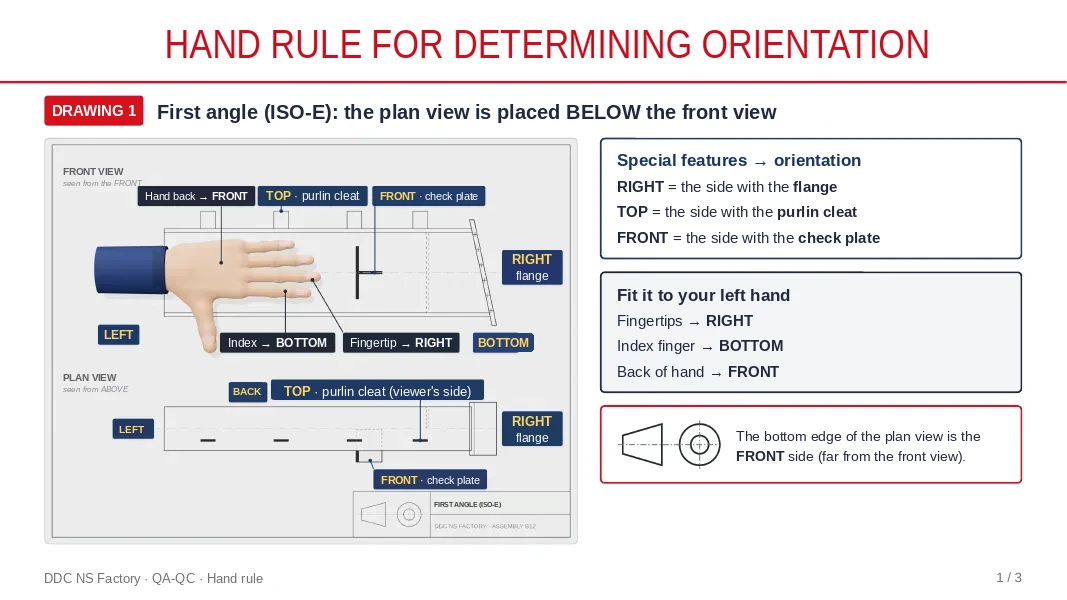 HAND RULE FOR DETERMINING ORIENTATION
DRAWING 1
First angle (ISO-E): the plan view is placed BELOW the front view
FRONT VIEW
seen from the FRONT
Hand back → FRONT
TOP · purlin cleat
FRONT · check plate
RIGHT
flange
LEFT
Index → BOTTOM
Fingertip → RIGHT
BOTTOM
PLAN VIEW
seen from ABOVE
BACK
TOP · purlin cleat (viewer's side)
LEFT
RIGHT
flange
FRONT · check plate
FIRST ANGLE (ISO-E)
DDC NS FACTORY · ASSEMBLY B12
Special features → orientation
RIGHT = the side with the flange
TOP = the side with the purlin cleat
FRONT = the side with the check plate
Fit it to your left hand
Fingertips → RIGHT
Index finger → BOTTOM
Back of hand → FRONT
The bottom edge of the plan view is the
FRONT side (far from the front view).
DDC NS Factory · QA-QC · Hand rule
1 / 3